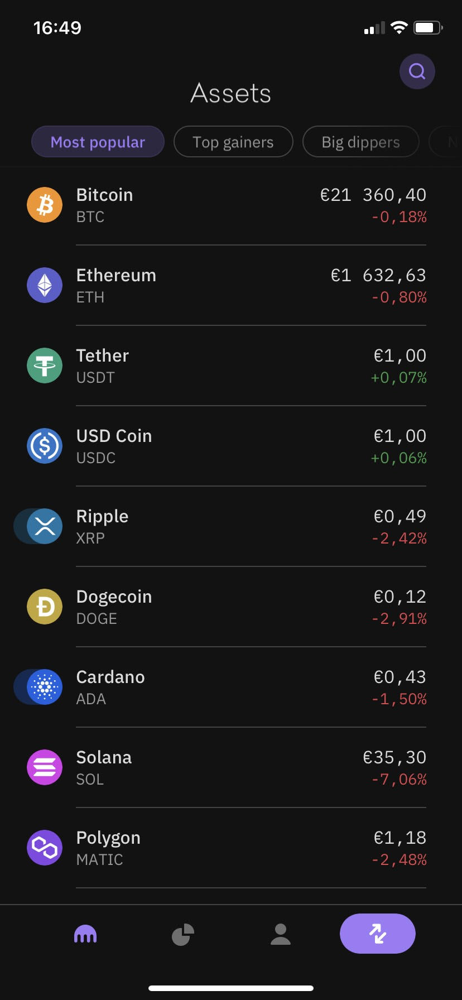 16:49
Assets
Most popular
Top gainers
Big dippers
N
Bitcoin
€21 360,40
BTC
-0,18%
Ethereum
€1 632,63
ETH
-0,80%
Tether
€1,00
USDT
+0,07%
USD Coin
€1,00
USDC
+0,06%
Ripple
€0,49
XRP
-2,42%
Dogecoin
€0,12
DOGE
-2,91%
Cardano
€0,43
ADA
-1,50%
Solana
€35,30
SOL
-7,06%
Polygon
€1,18
MATIC
-2,48%